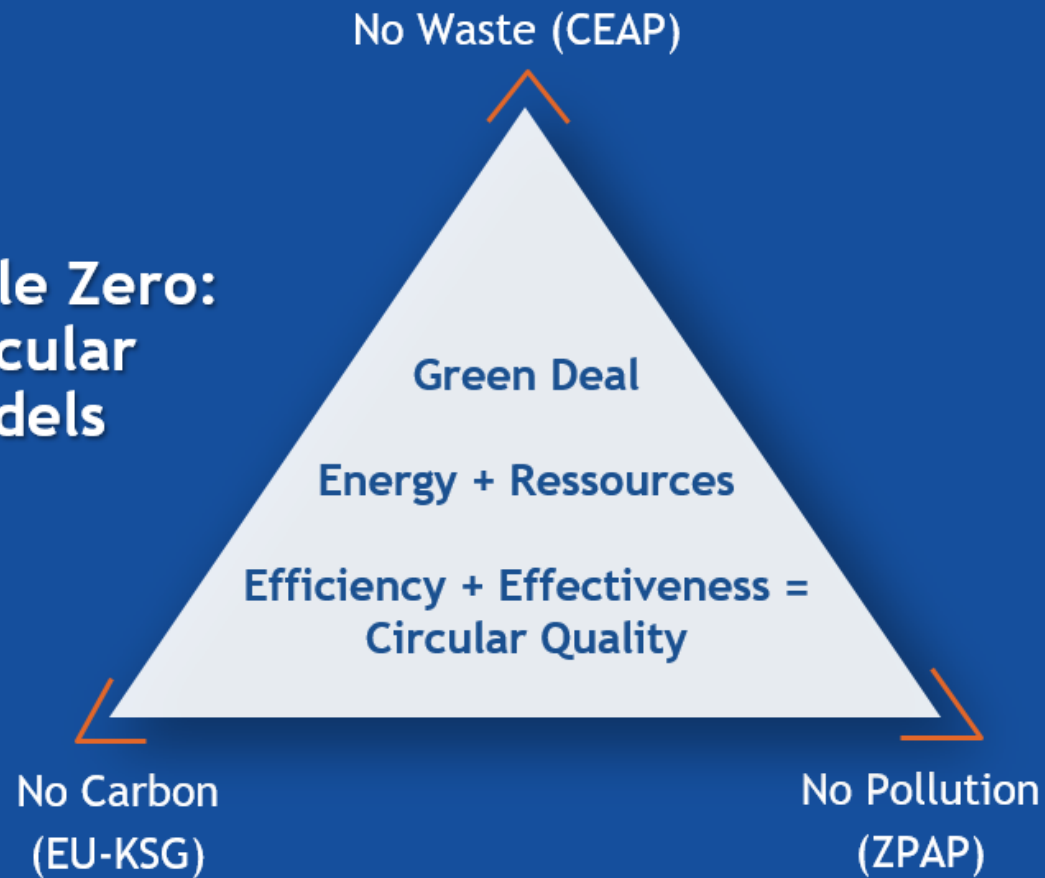 No Waste (CEAP)
le Zero:
cular
dels
Green Deal
Energy + Ressources
Efficiency + Effectiveness =
Circular Quality
No Carbon
(EU-KSG)
No Pollution
(ZPAP)